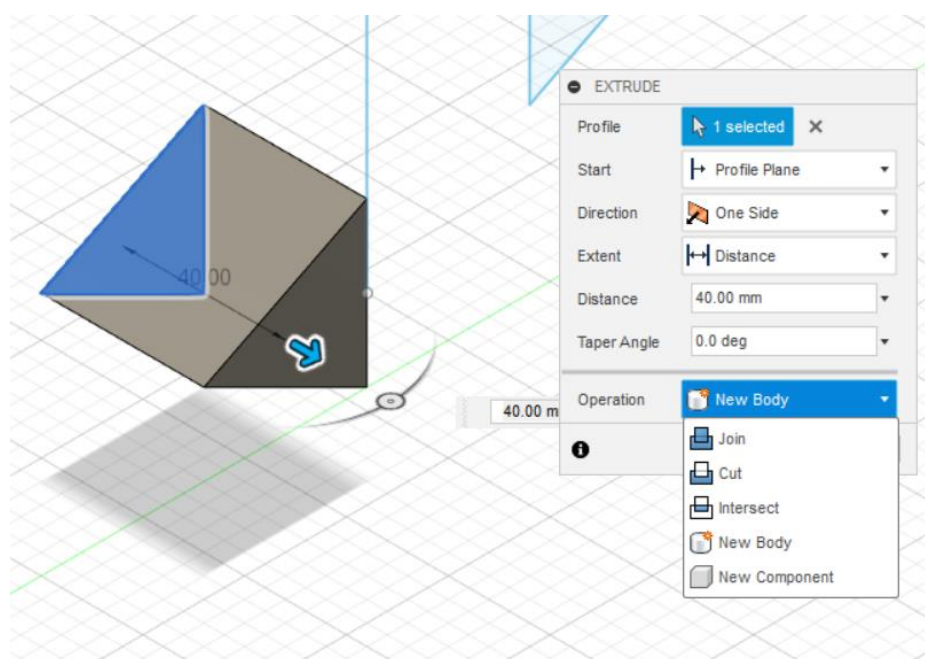 EXTRUDE
Profile 1 selected
Start Profile Plane
Direction One Side
Extent Distance
Distance 40.00 mm
Taper Angle 0.0 deg
Operation New Body
Join
Cut
Intersect
New Body
New Component
40.00
40.00 m